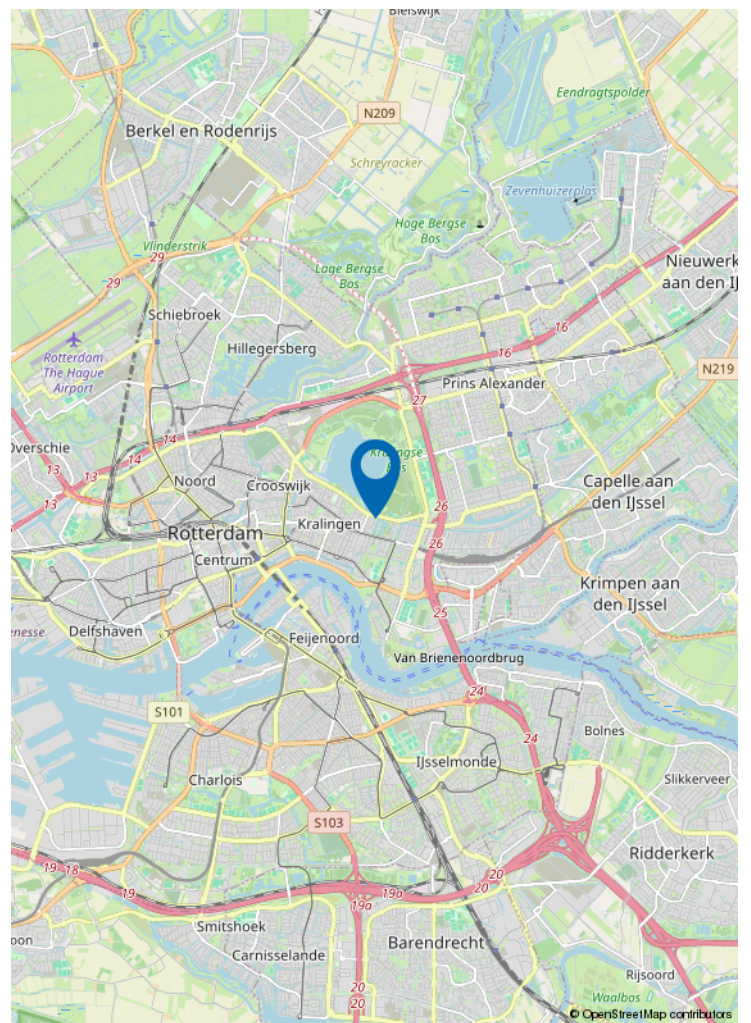 Bleiswijk
Eendragtspolder
N209
Berkel en Rodenrijs
Schreyracker
Zevenhuizerplas
Hoge Bergse
Bos
Vlinderstrik
29
Lage Bergse
Bos
Nieuwerk
aan den IJ
29
Schiebroek
16
Rotterdam
The Hague
Airport
Hillegersberg
16
N219
Prins Alexander
27
14
Overschie
14
13
13
13
Noord
Crooswijk
Capelle aan
den IJssel
26
Kralingen
Rotterdam
26
Centrum
Krimpen aan
den IJssel
25
Delfshaven
enesse
Feijenoord
Van Brienenoordbrug
24
S101
Bolnes
24
IJsselmonde
Charlois
Slikkerveer
S103
Ridderkerk
19
18
19
20
20
19a
19a
Smitshoek
Barendrecht
oon
Carnisselande
Rijsoord
20
20
Waalbos
© OpenStreetMap contributors